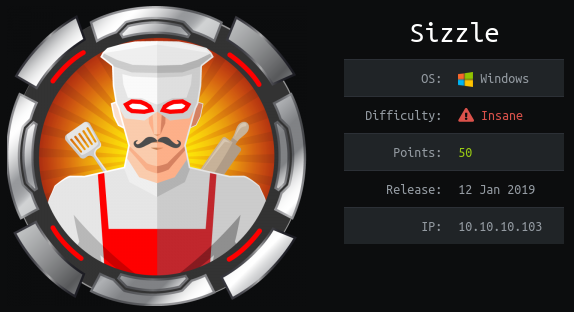 Sizzle
OS: Windows
Difficulty: Insane
Points: 50
Release: 12 Jan 2019
IP: 10.10.10.103